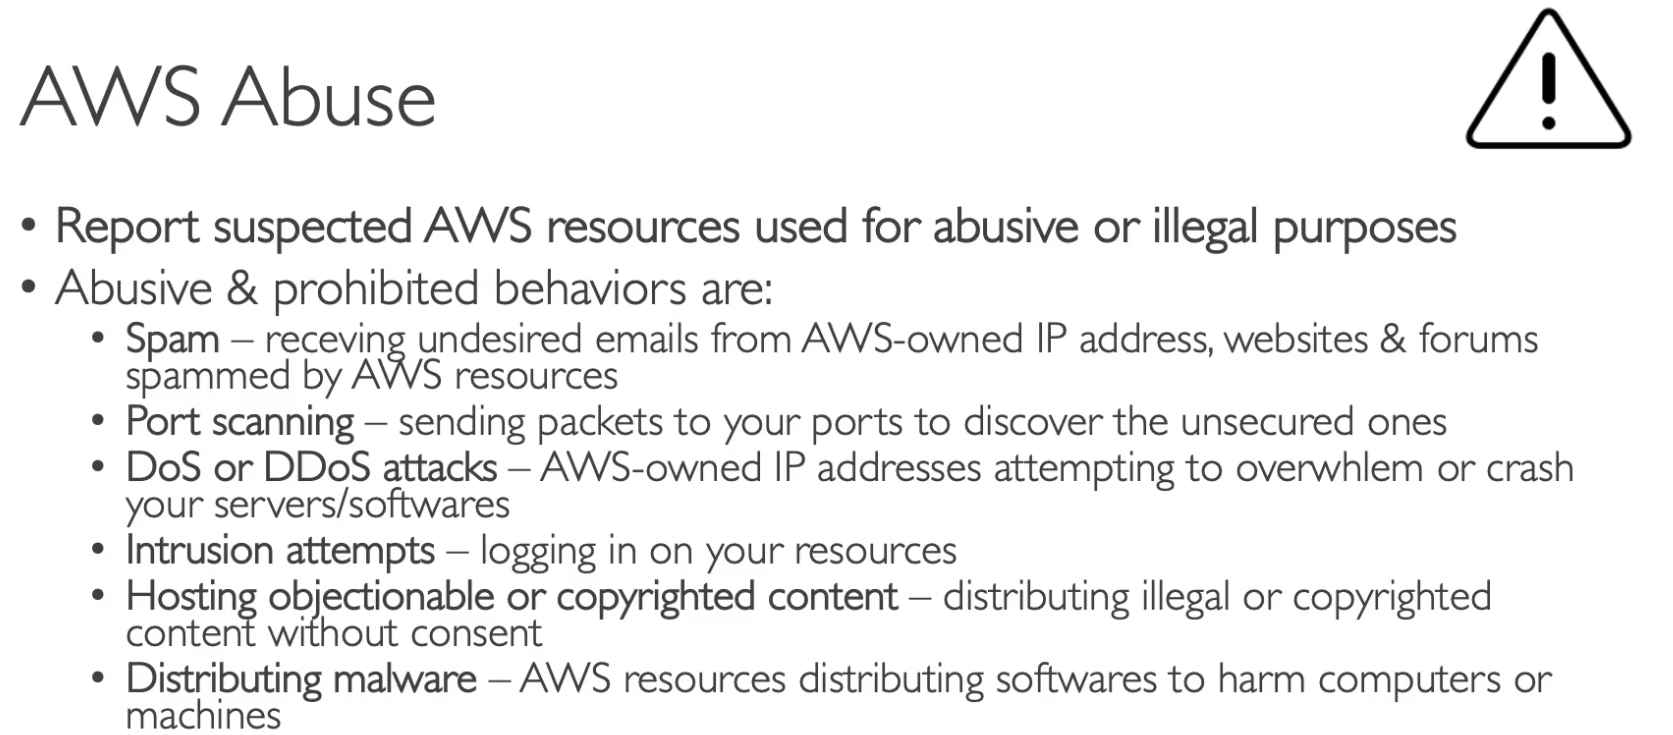 AWS Abuse
• Report suspected AWS resources used for abusive or illegal purposes
• Abusive & prohibited behaviors are:
• Spam – receving undesired emails from AWS-owned IP address, websites & forums
spammed by AWS resources
• Port scanning – sending packets to your ports to discover the unsecured ones
• DoS or DDoS attacks – AWS-owned IP addresses attempting to overwhlem or crash
your servers/softwares
• Intrusion attempts – logging in on your resources
• Hosting objectionable or copyrighted content – distributing illegal or copyrighted
content without consent
• Distributing malware – AWS resources distributing softwares to harm computers or
machines